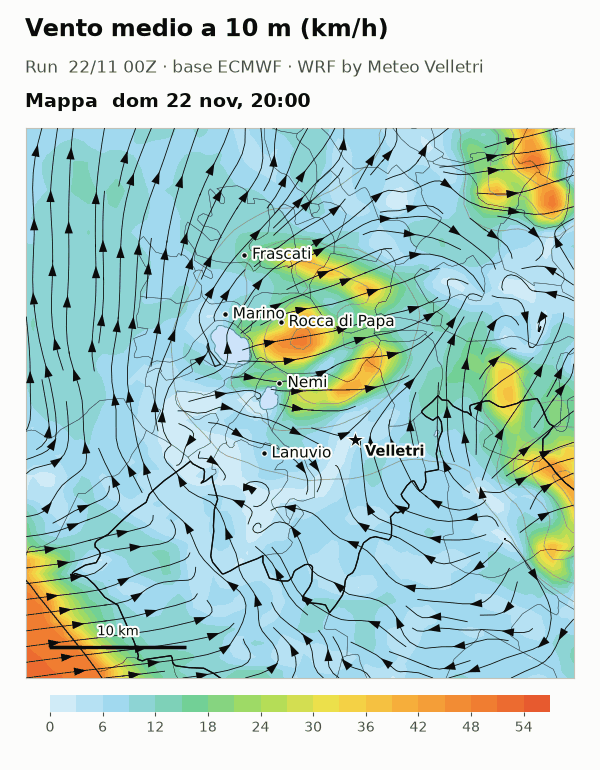 Vento medio a 10 m (km/h)
Run  22/11 00Z · base ECMWF · WRF by Meteo Velletri
Mappa  dom 22 nov, 20:00
Frascati
Marino
Rocca di Papa
Nemi
Velletri
Lanuvio
10 km
0 6 12 18 24 30 36 42 48 54